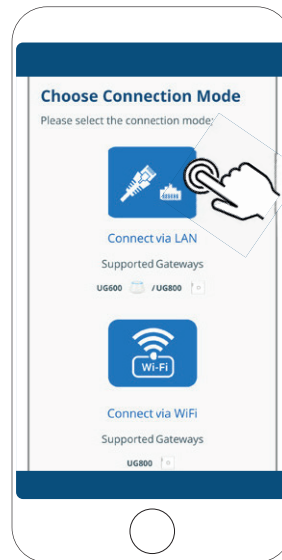 Choose Connection Mode
Please select the connection mode:
Connect via LAN
Supported Gateways
UG600 / UG800
Wi-Fi
Connect via WiFi
Supported Gateways
UG800